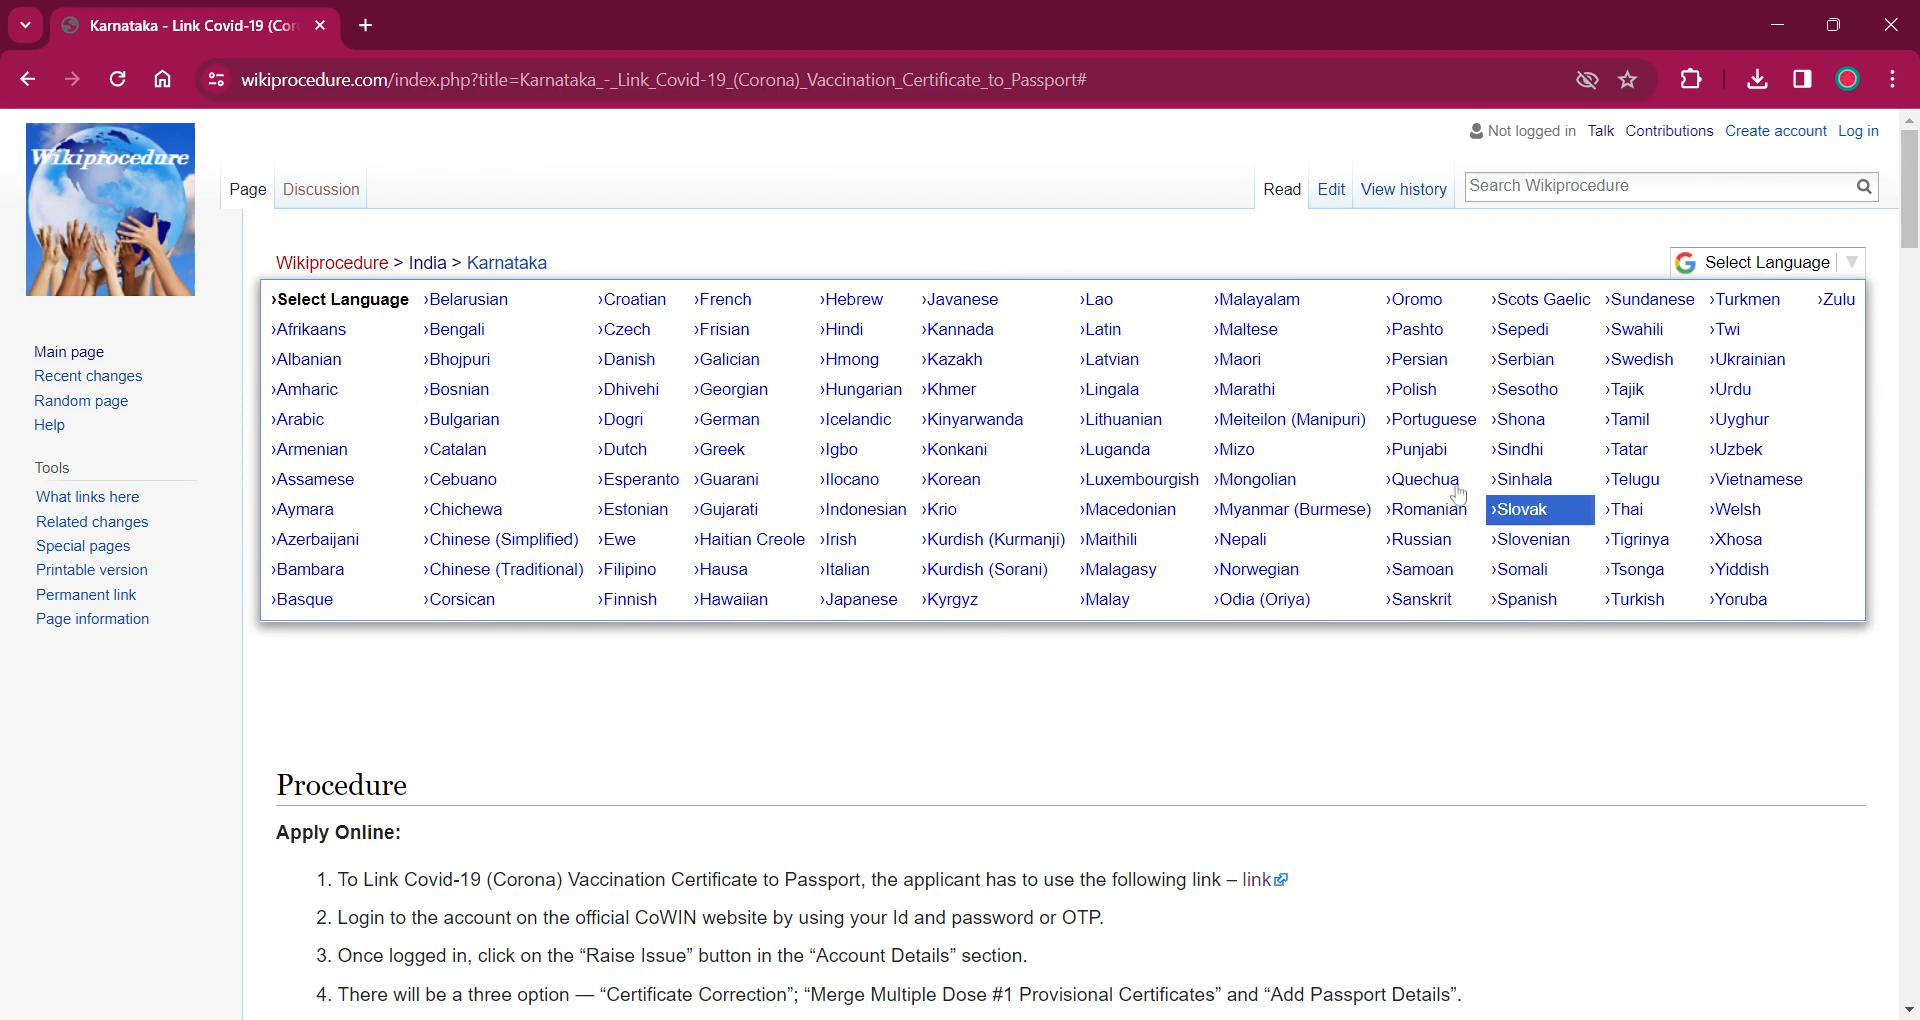 Karnataka - Link Covid-19 (Cor
wikiprocedure.com/index.php?title=Karnataka_-_Link_Covid-19_(Corona)_Vaccination_Certificate_to_Passport#
Wikiprocedure
Not logged in Talk Contributions Create account Log in
Page Discussion Read Edit View history Search Wikiprocedure
Main page
Recent changes
Random page
Help
Tools
What links here
Related changes
Special pages
Printable version
Permanent link
Page information
Wikiprocedure > India > Karnataka
G Select Language ▼
›Select Language ›Belarusian ›Croatian ›French ›Hebrew ›Javanese ›Lao ›Malayalam ›Oromo ›Scots Gaelic ›Sundanese ›Turkmen ›Zulu
›Afrikaans ›Bengali ›Czech ›Frisian ›Hindi ›Kannada ›Latin ›Maltese ›Pashto ›Sepedi ›Swahili ›Twi
›Albanian ›Bhojpuri ›Danish ›Galician ›Hmong ›Kazakh ›Latvian ›Maori ›Persian ›Serbian ›Swedish ›Ukrainian
›Amharic ›Bosnian ›Dhivehi ›Georgian ›Hungarian ›Khmer ›Lingala ›Marathi ›Polish ›Sesotho ›Tajik ›Urdu
›Arabic ›Bulgarian ›Dogri ›German ›Icelandic ›Kinyarwanda ›Lithuanian ›Meiteilon (Manipuri) ›Portuguese ›Shona ›Tamil ›Uyghur
›Armenian ›Catalan ›Dutch ›Greek ›Igbo ›Konkani ›Luganda ›Mizo ›Punjabi ›Sindhi ›Tatar ›Uzbek
›Assamese ›Cebuano ›Esperanto ›Guarani ›Ilocano ›Korean ›Luxembourgish ›Mongolian ›Quechua ›Sinhala ›Telugu ›Vietnamese
›Aymara ›Chichewa ›Estonian ›Gujarati ›Indonesian ›Krio ›Macedonian ›Myanmar (Burmese) ›Romanian ›Slovak ›Thai ›Welsh
›Azerbaijani ›Chinese (Simplified) ›Ewe ›Haitian Creole ›Irish ›Kurdish (Kurmanji) ›Maithili ›Nepali ›Russian ›Slovenian ›Tigrinya ›Xhosa
›Bambara ›Chinese (Traditional) ›Filipino ›Hausa ›Italian ›Kurdish (Sorani) ›Malagasy ›Norwegian ›Samoan ›Somali ›Tsonga ›Yiddish
›Basque ›Corsican ›Finnish ›Hawaiian ›Japanese ›Kyrgyz ›Malay ›Odia (Oriya) ›Sanskrit ›Spanish ›Turkish ›Yoruba
Procedure
Apply Online:
1. To Link Covid-19 (Corona) Vaccination Certificate to Passport, the applicant has to use the following link – link
2. Login to the account on the official CoWIN website by using your Id and password or OTP.
3. Once logged in, click on the “Raise Issue” button in the “Account Details” section.
4. There will be a three option — “Certificate Correction”; “Merge Multiple Dose #1 Provisional Certificates” and “Add Passport Details”.